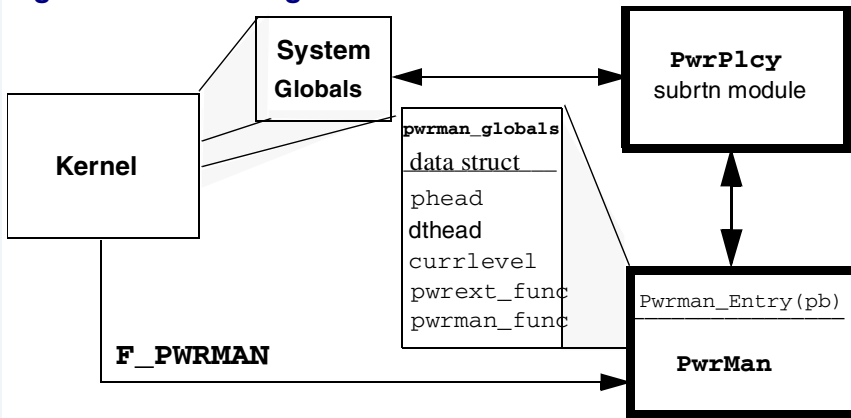 System
Globals
PwrPlcy
subrtn module
Kernel
pwrman_globals
data struct
phead
dthead
currlevel
pwrext_func
pwrman_func
Pwrman_Entry(pb)
PwrMan
F_PWRMAN